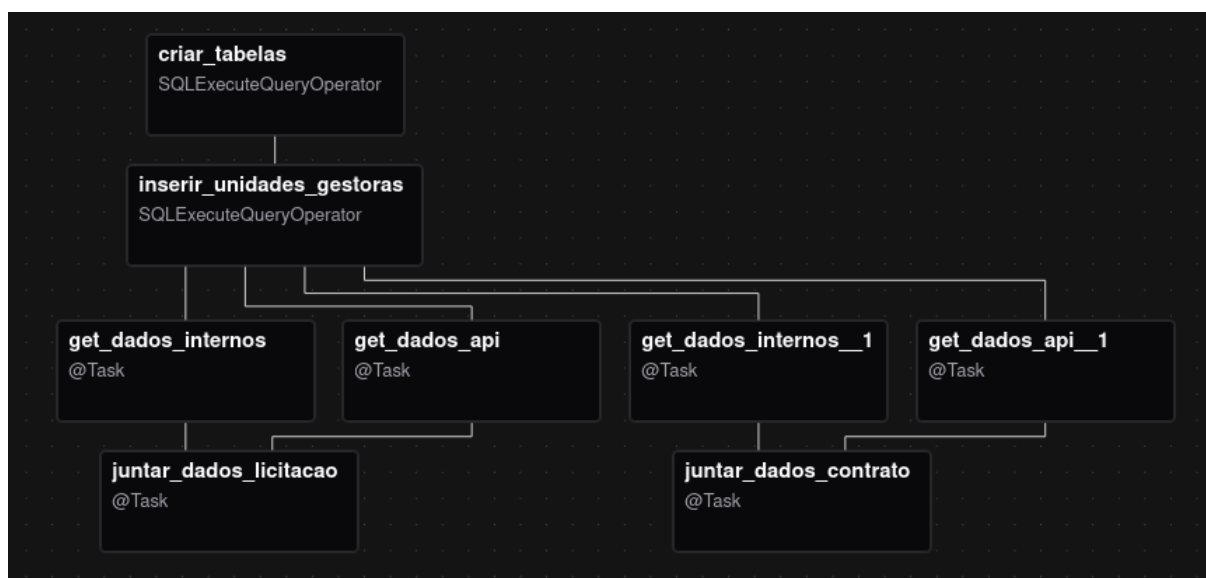 criar_tabelas
SQLExecuteQueryOperator
inserir_unidades_gestoras
SQLExecuteQueryOperator
get_dados_internos
@Task
get_dados_api
@Task
get_dados_internos__1
@Task
get_dados_api__1
@Task
juntar_dados_licitacao
@Task
juntar_dados_contrato
@Task